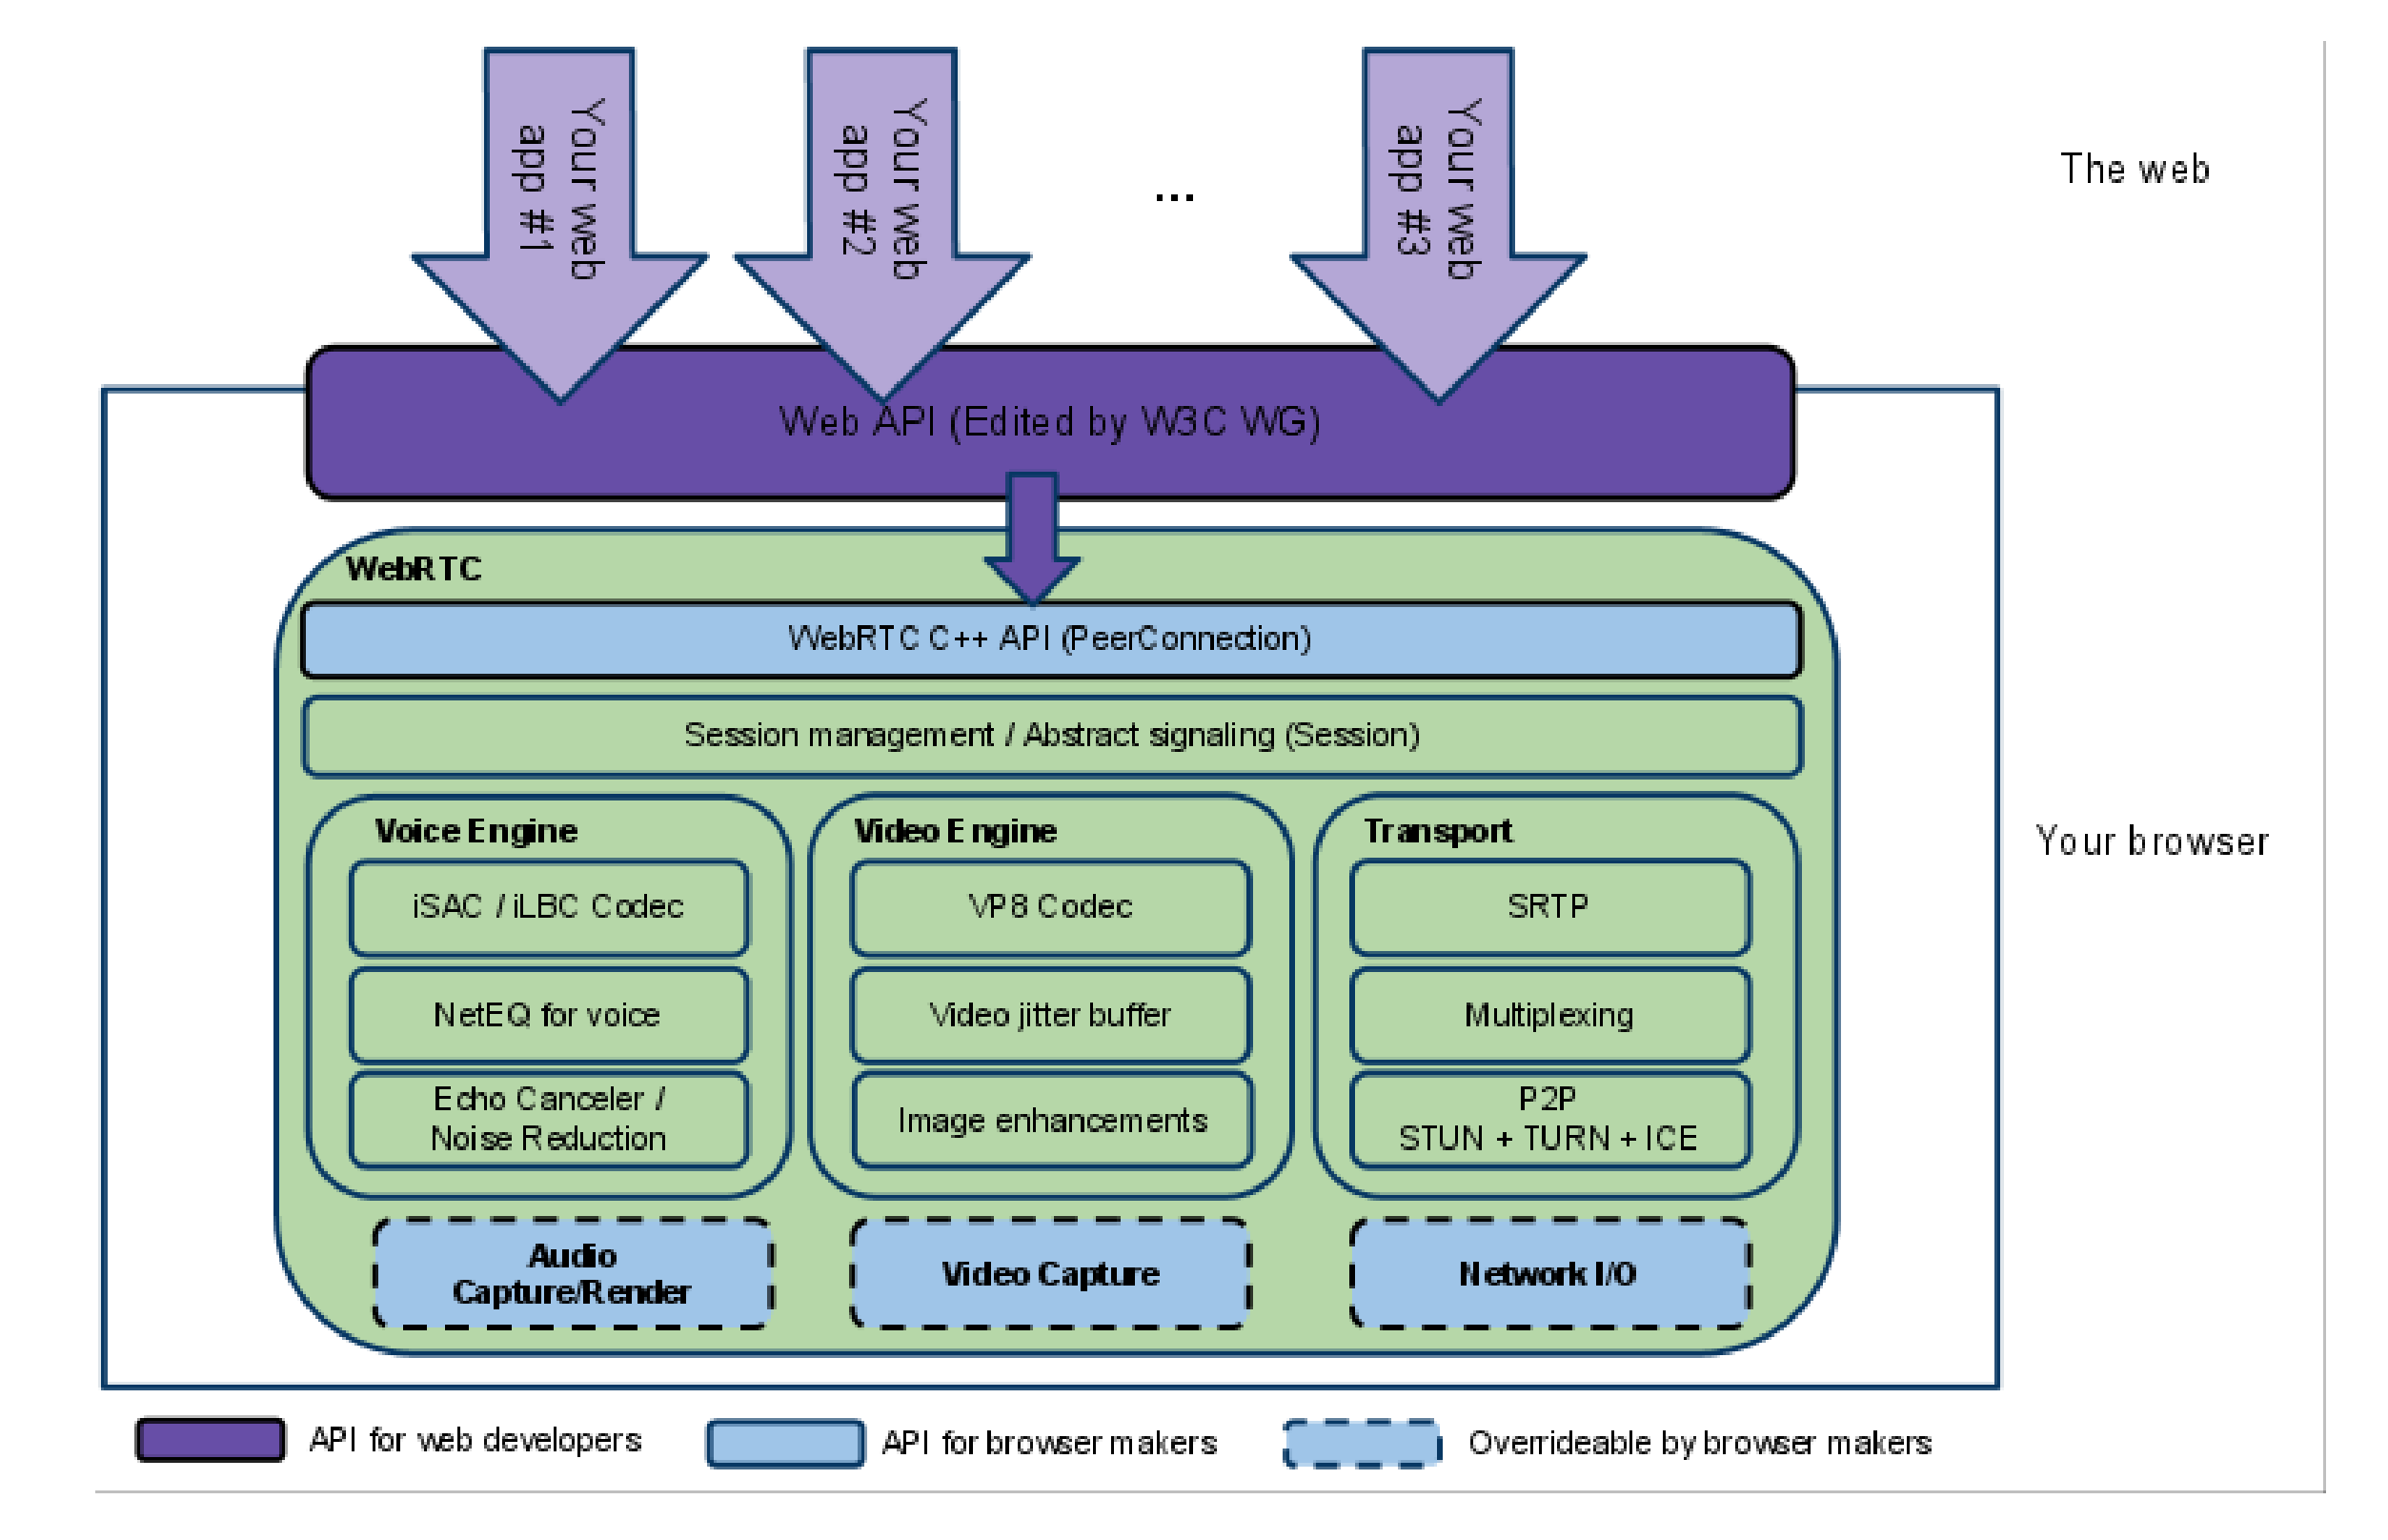 Your web
app #1
Your web
app #2
...
Your web
app #3
The web
Web API (Edited by W3C WG)
WebRTC
WebRTC C++ API (PeerConnection)
Session management / Abstract signaling (Session)
Voice Engine
iSAC / iLBC Codec
NetEQ for voice
Echo Canceler /
Noise Reduction
Video Engine
VP8 Codec
Video jitter buffer
Image enhancements
Transport
SRTP
Multiplexing
P2P
STUN + TURN + ICE
Your browser
Audio
Capture/Render
Video Capture
Network I/O
API for web developers
API for browser makers
Overrideable by browser makers